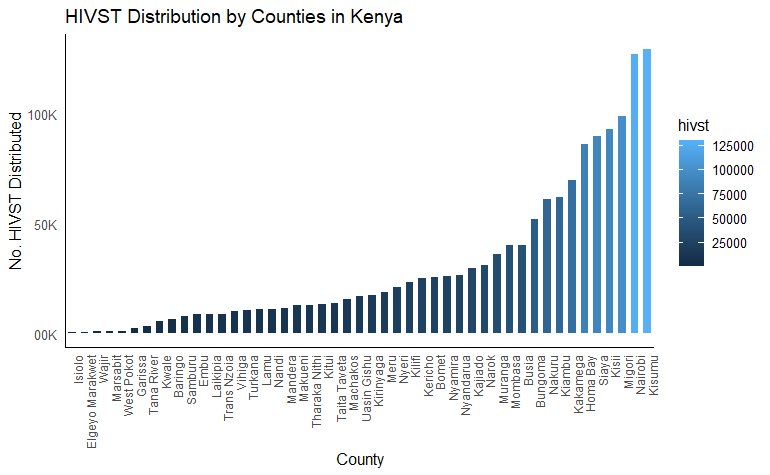 HIVST Distribution by Counties in Kenya
No. HIVST Distributed
100K
50K
00K
Isiolo
Elgeyo Marakwet
Wajir
Marsabit
West Pokot
Garissa
Tana River
Kwale
Baringo
Samburu
Embu
Laikipia
Trans Nzoia
Vihiga
Turkana
Lamu
Nandi
Mandera
Makueni
Tharaka Nithi
Kitui
Taita Taveta
Machakos
Uasin Gishu
Kirinyaga
Meru
Nyeri
Kilifi
Kericho
Bomet
Nyamira
Nyandarua
Kajiado
Narok
Muranga
Mombasa
Busia
Bungoma
Nakuru
Kiambu
Kakamega
Homa Bay
Siaya
Kisii
Migori
Nairobi
Kisumu
County
hivst
125000
100000
75000
50000
25000